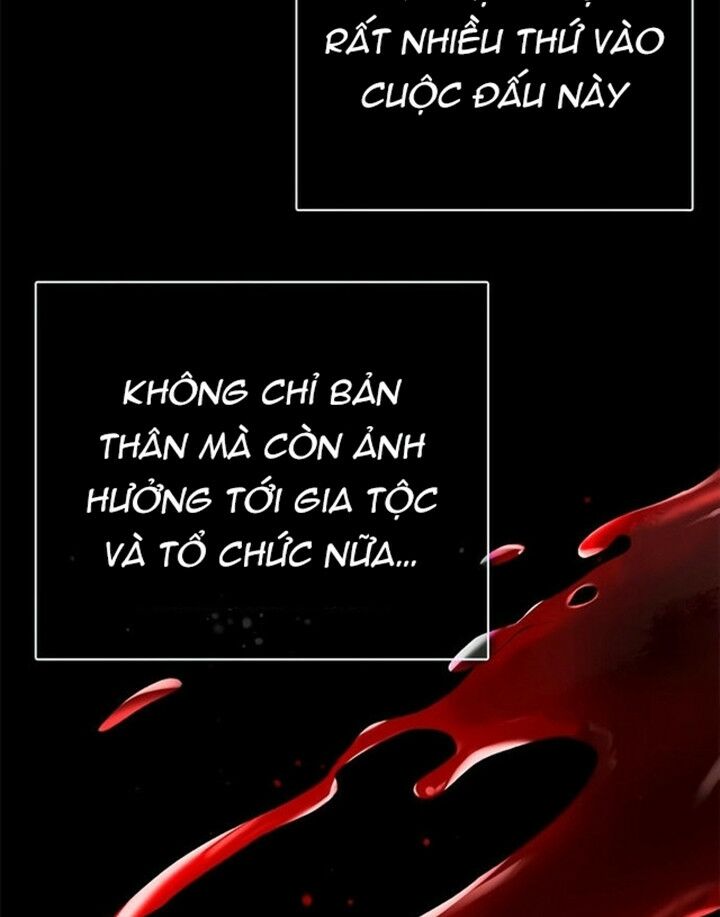 RẤT NHIỀU THỨ VÀO
CUỘC ĐẤU NÀY
KHÔNG CHỈ BẢN
THÂN MÀ CÒN ẢNH
HƯỞNG TỚI GIA TỘC
VÀ TỔ CHỨC NỮA...